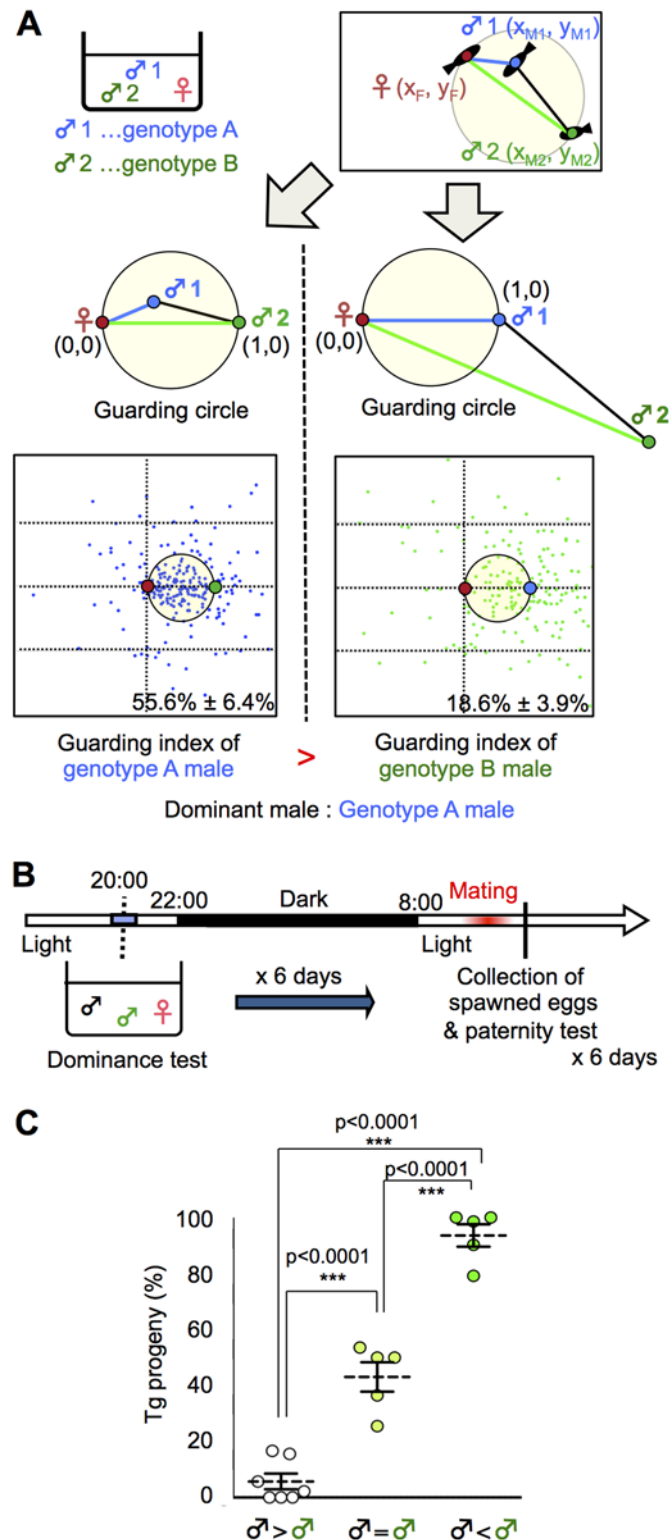 A
♂1 (xM1, yM1)
♂1
♂2 ♀
♀ (xF, yF)
♂1 ...genotype A
♂2 (xM2, yM2)
♂2 ...genotype B
♂1
(1,0)
♀ ♂2
♀ ♂1
(0,0) (1,0)
(0,0)
Guarding circle
Guarding circle
♂2
55.6% ± 6.4%
18.6% ± 3.9%
Guarding index of
genotype A male
>
Guarding index of
genotype B male
Dominant male : Genotype A male
B
20:00
22:00 Dark 8:00 Mating
Light Light
♂ ♂ ♀
x 6 days
Collection of
spawned eggs
& paternity test
Dominance test
x 6 days
C
p<0.0001
***
p<0.0001
***
p<0.0001
***
Tg progeny (%)
100
80
60
40
20
0
♂>♂ ♂=♂ ♂<♂